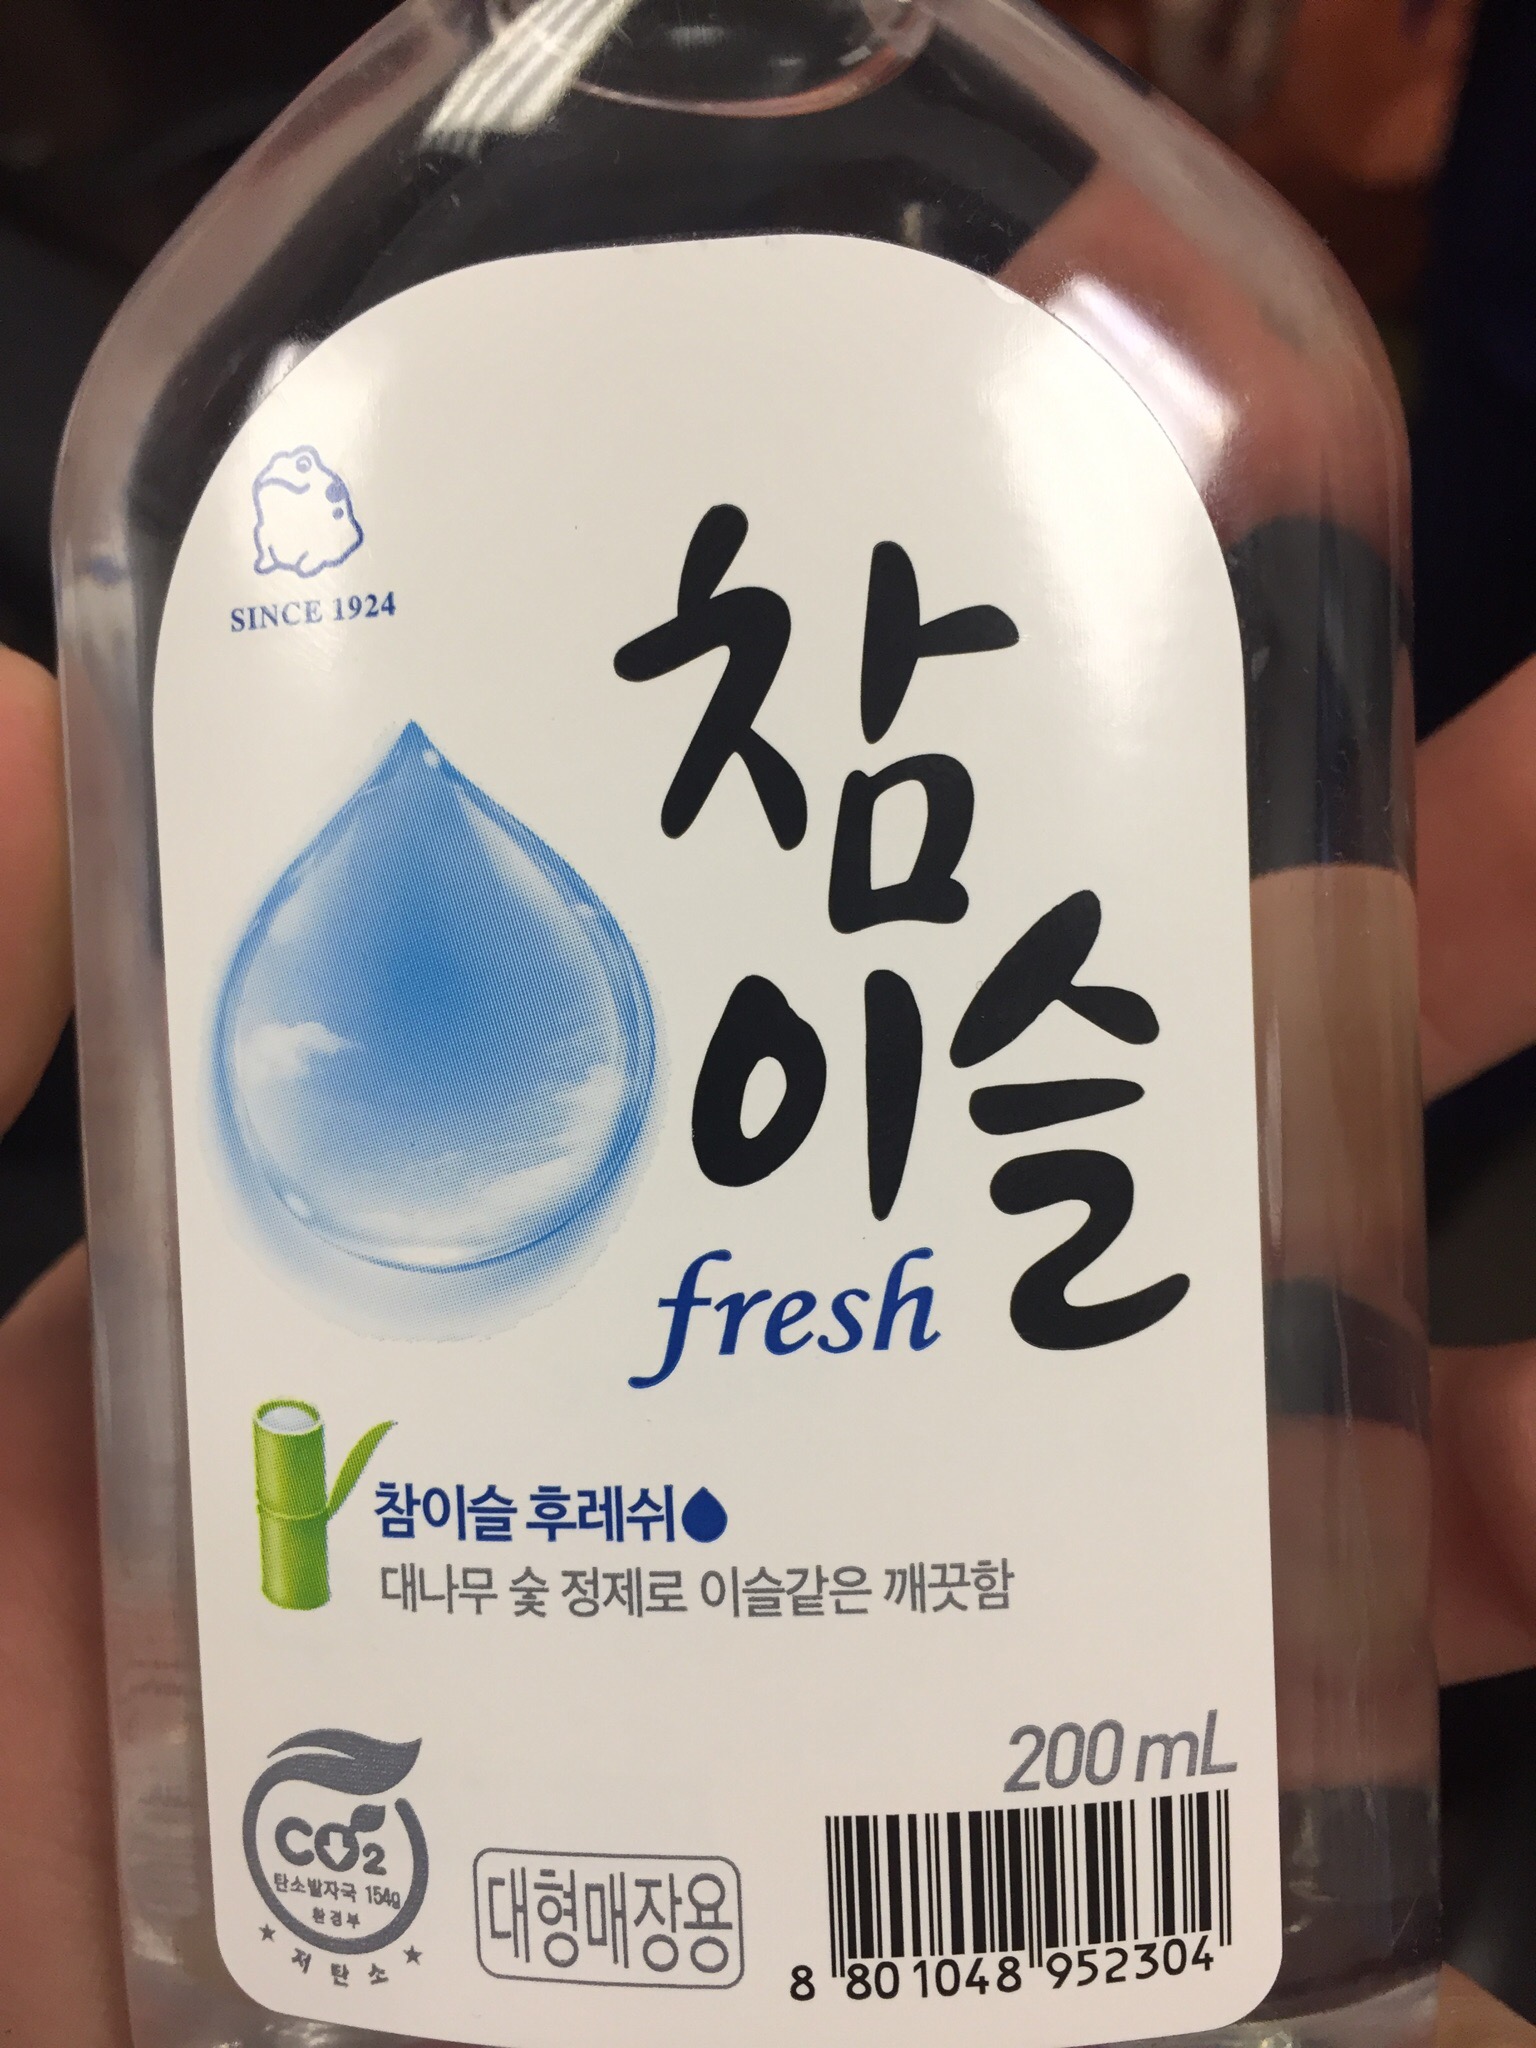 SINCE 1924
참
이슬
fresh
참이슬 후레쉬
대나무 숯 정제로 이슬같은 깨끗함
200 mL
CO2
탄소발자국 154g
환경부
저탄소
대형매장용
8 801048 952304